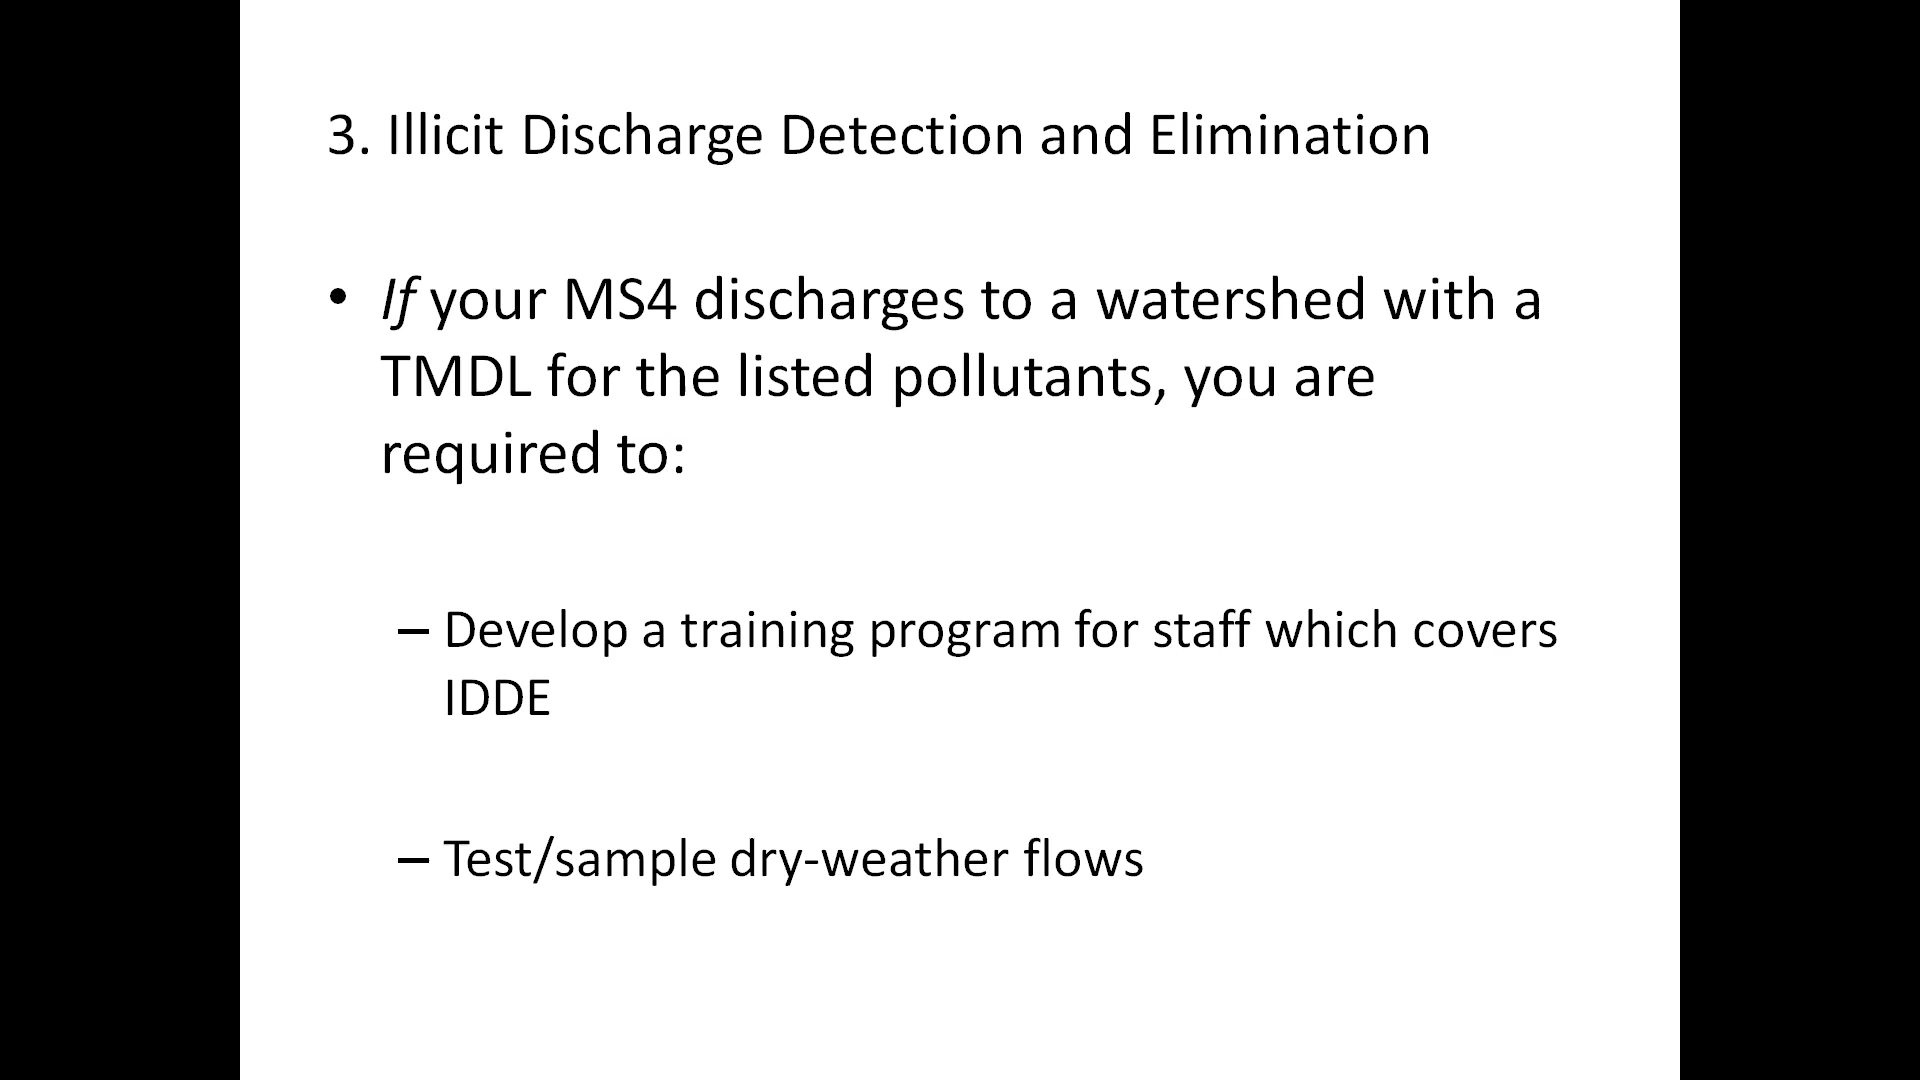 3. Illicit Discharge Detection and Elimination
• If your MS4 discharges to a watershed with a
TMDL for the listed pollutants, you are
required to:
– Develop a training program for staff which covers
IDDE
– Test/sample dry-weather flows